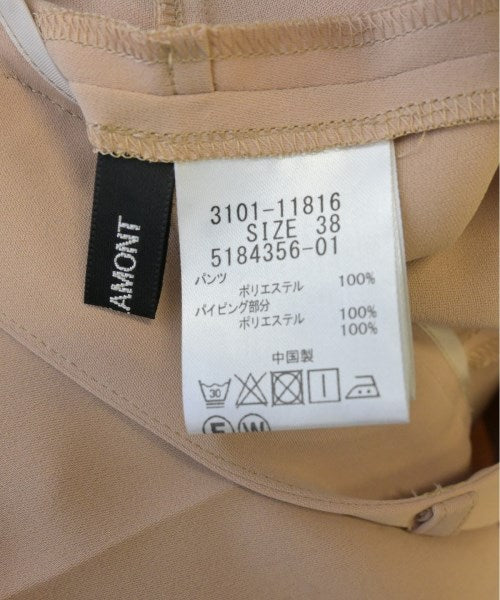 AMONT
3101-11816
SIZE 38
5184356-01
パンツ
ポリエステル 100%
パイピング部分 100%
ポリエステル 100%
中国製
30
F W